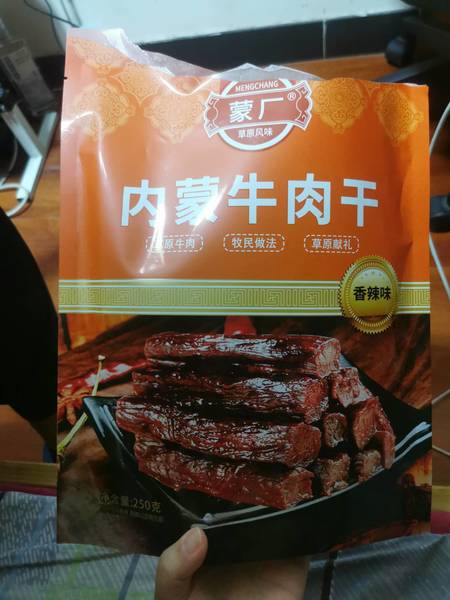 MENGCHANG
蒙厂®
草原风味
内蒙牛肉干
草原牛肉 牧民做法 草原献礼
香辣味
净含量:250克